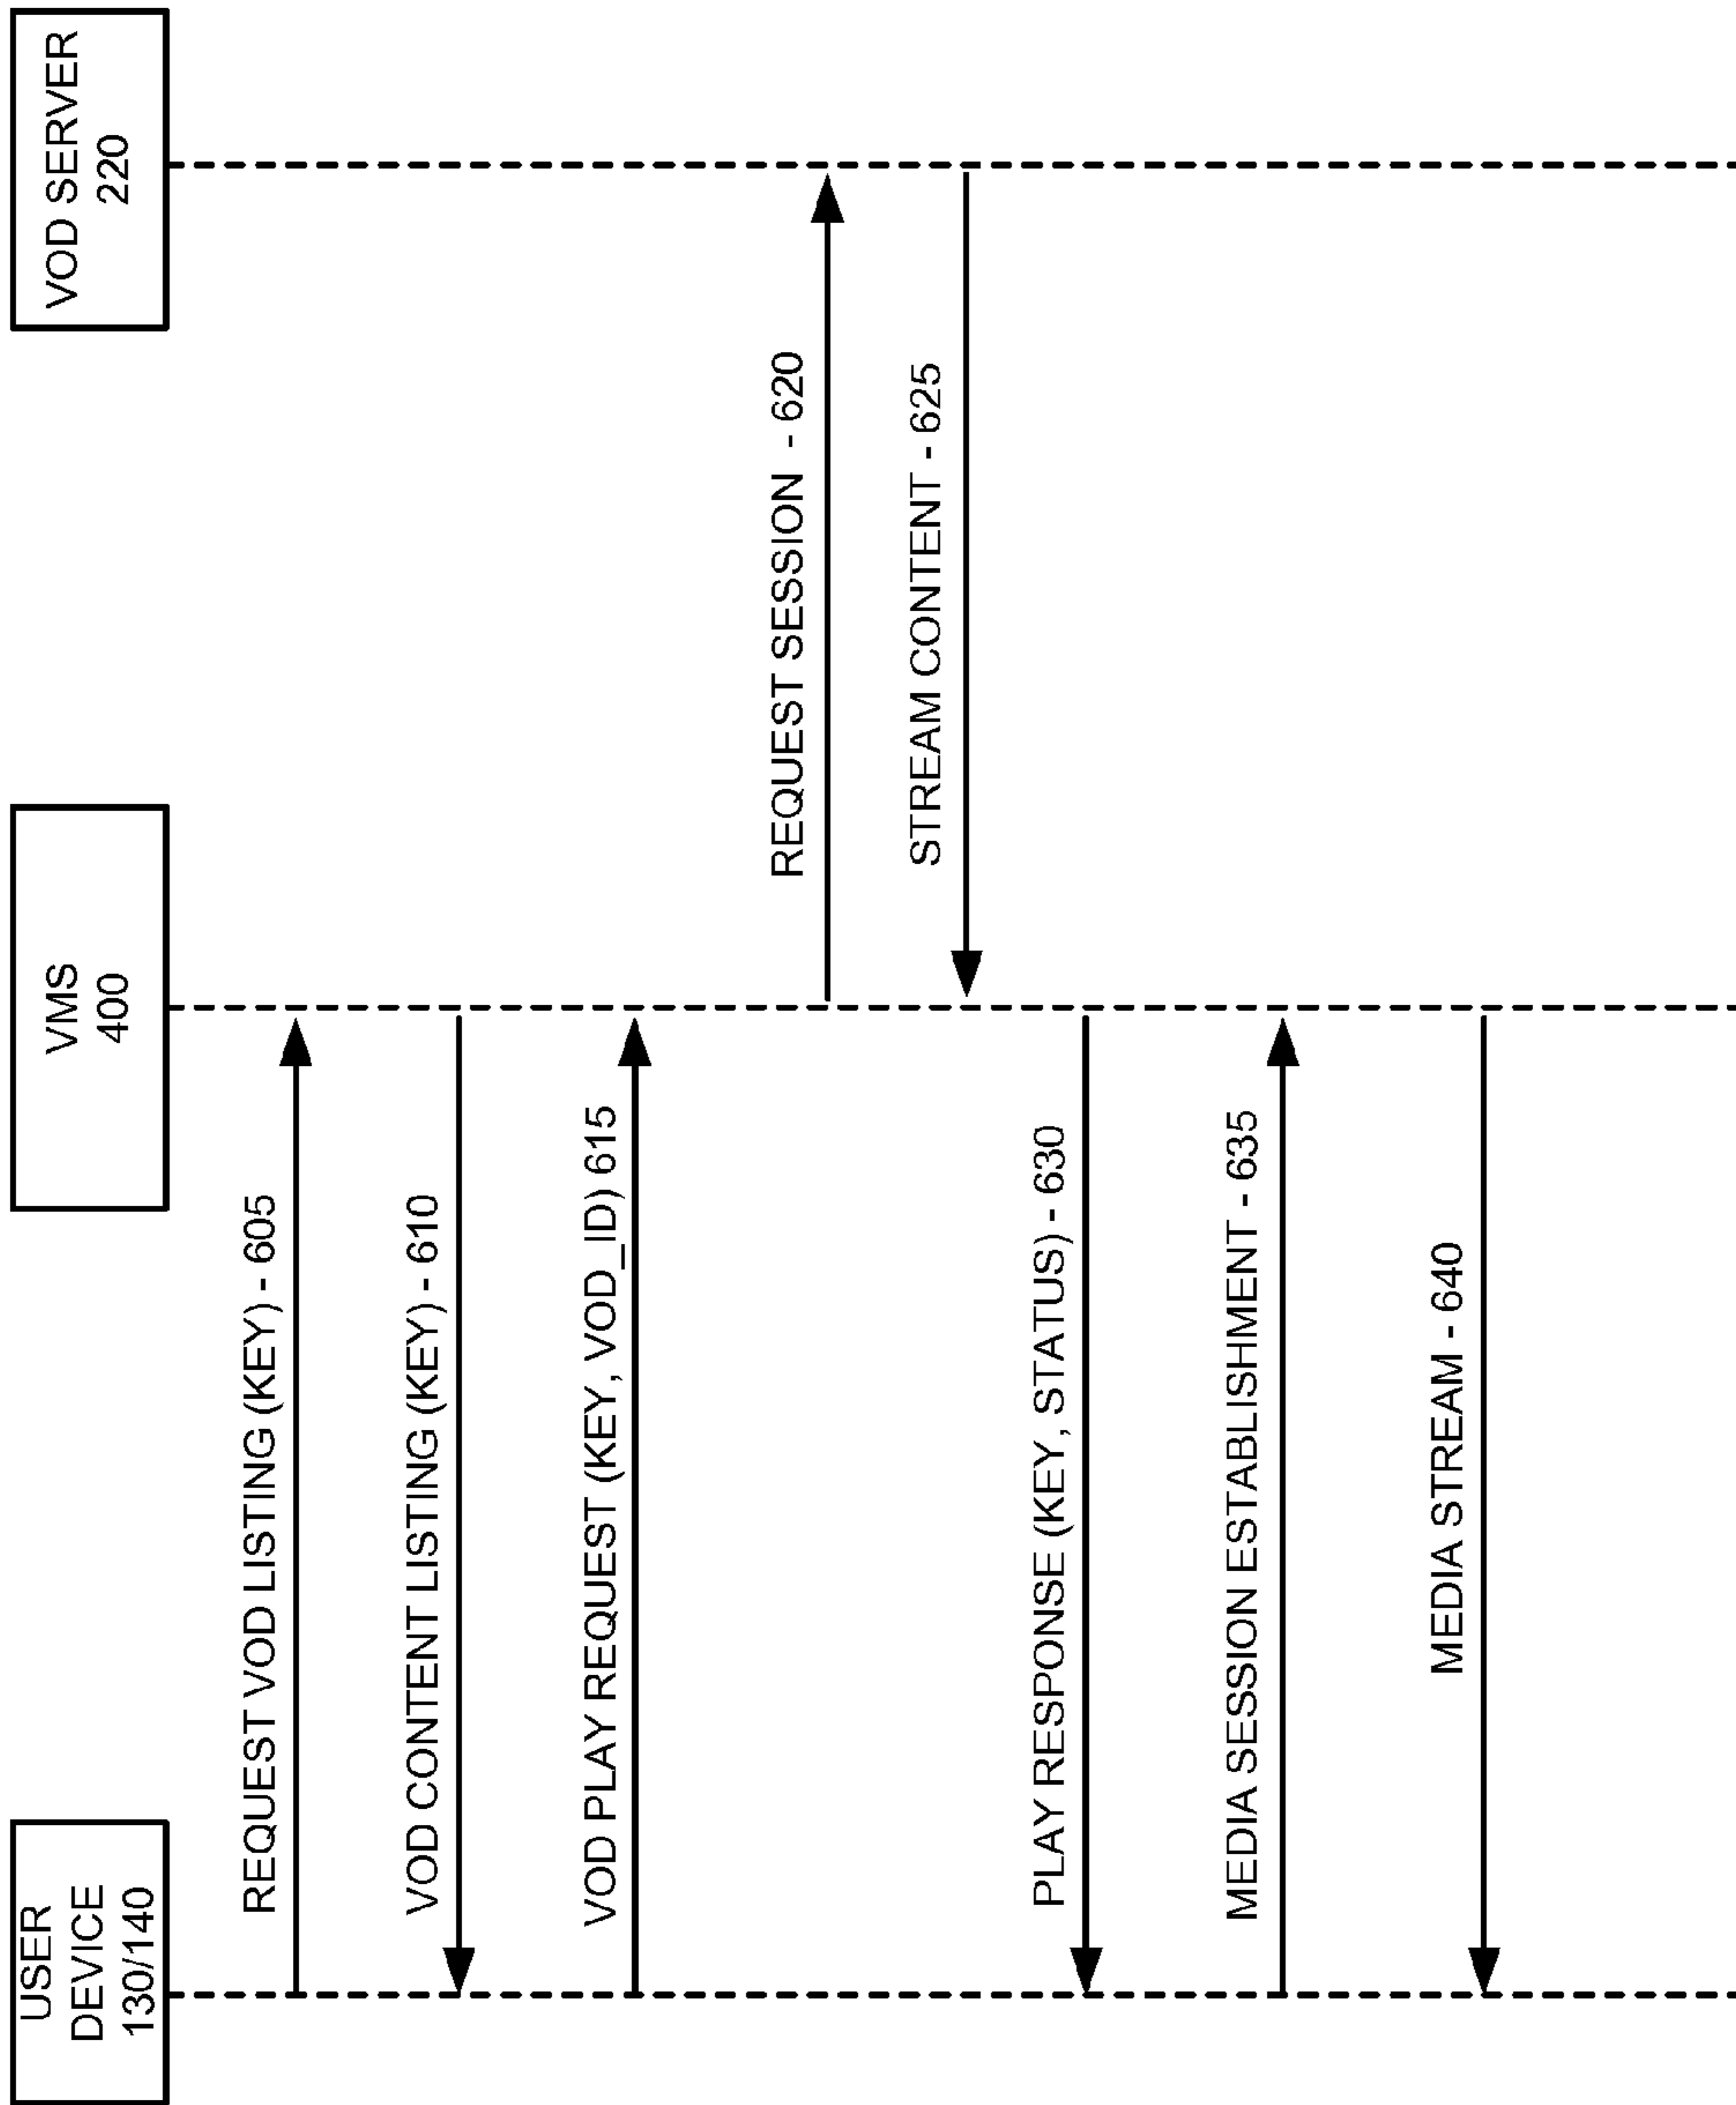 USER
DEVICE
130/140
VMS
400
VOD SERVER
220
REQUEST VOD LISTING (KEY) - 605
VOD CONTENT LISTING (KEY) - 610
VOD PLAY REQUEST (KEY, VOD_ID) 615
REQUEST SESSION - 620
STREAM CONTENT - 625
PLAY RESPONSE (KEY, STATUS) - 630
MEDIA SESSION ESTABLISHMENT - 635
MEDIA STREAM - 640